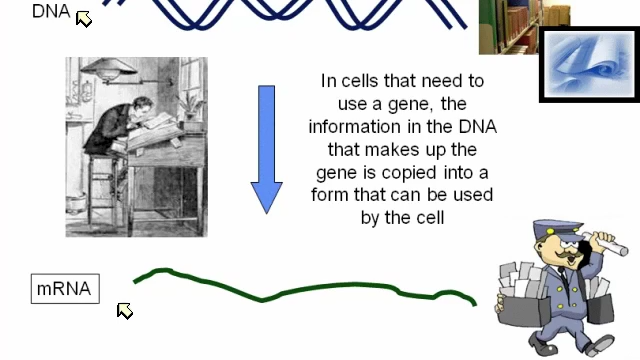 DNA
In cells that need to
use a gene, the
information in the DNA
that makes up the
gene is copied into a
form that can be used
by the cell
mRNA